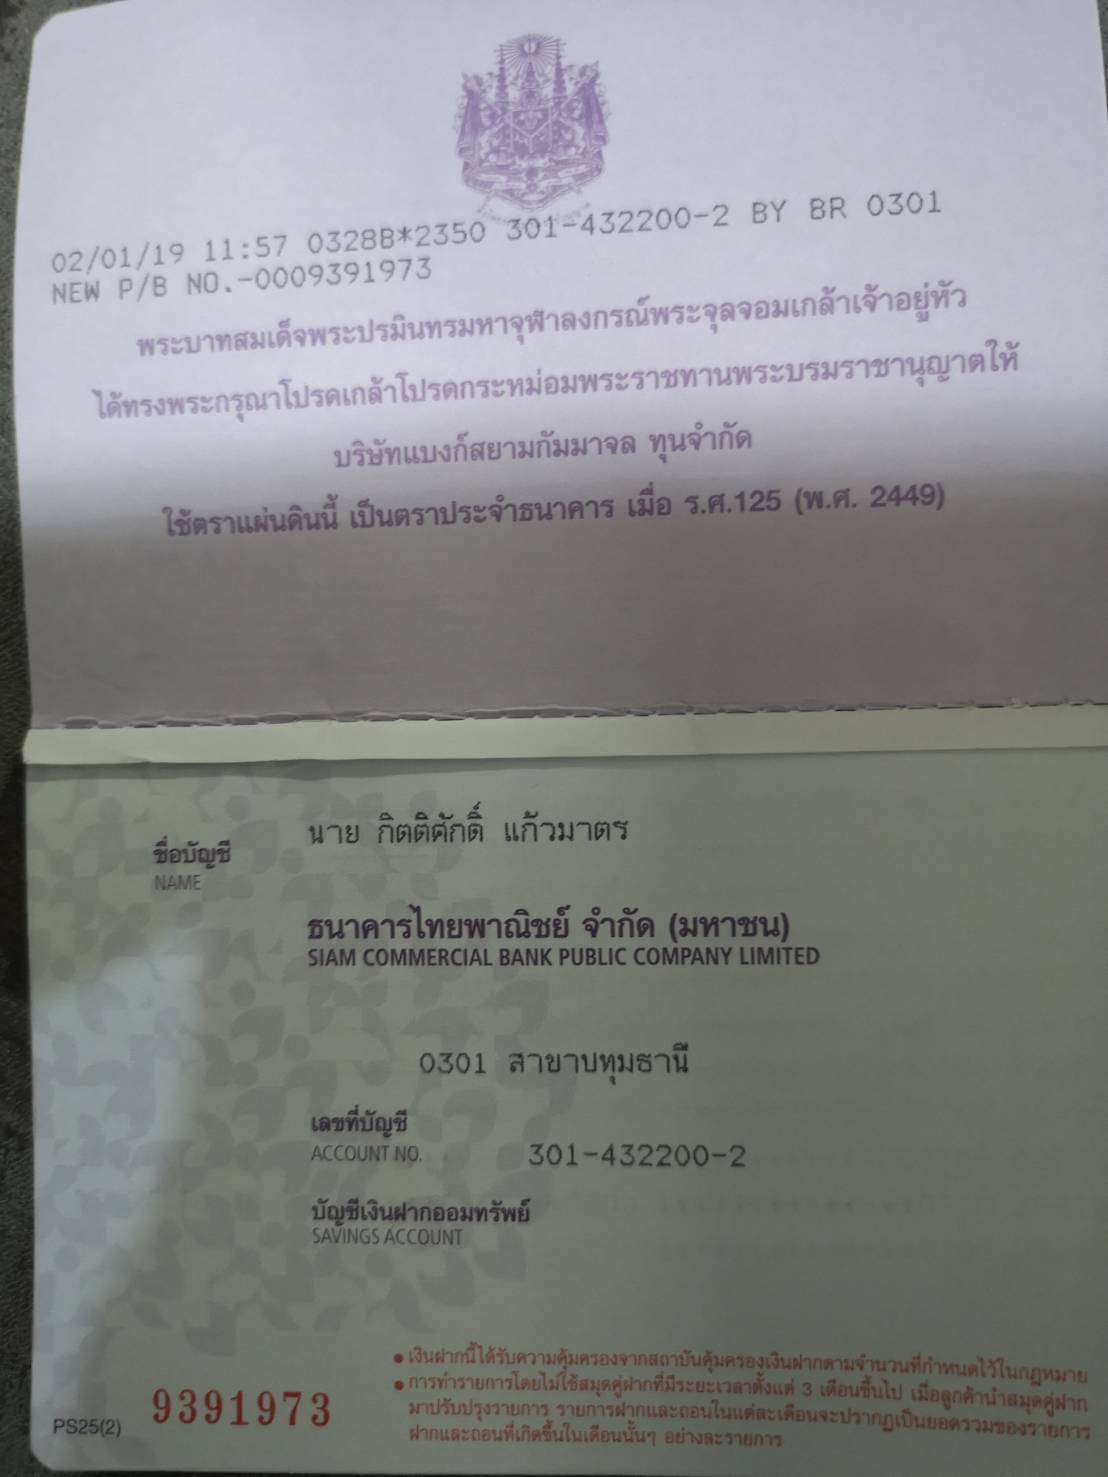 02/01/19 11:57 0328B*2350 301-432200-2 BY BR 0301
NEW P/B NO.-0009391973
พระบาทสมเด็จพระปรมินทรมหาจุฬาลงกรณ์พระจุลจอมเกล้าเจ้าอยู่หัว
ได้ทรงพระกรุณาโปรดเกล้าโปรดกระหม่อมพระราชทานพระบรมราชานุญาตให้
บริษัทแบงก์สยามกัมมาจล ทุนจำกัด
ใช้ตราแผ่นดินนี้ เป็นตราประจำธนาคาร เมื่อ ร.ศ.125 (พ.ศ. 2449)
ชื่อบัญชี นาย กิตติศักดิ์ แก้วมาตร
NAME
ธนาคารไทยพาณิชย์ จำกัด (มหาชน)
SIAM COMMERCIAL BANK PUBLIC COMPANY LIMITED
0301 สาขาปทุมธานี
เลขที่บัญชี
ACCOUNT NO. 301-432200-2
บัญชีเงินฝากออมทรัพย์
SAVINGS ACCOUNT
• เงินฝากนี้ได้รับความคุ้มครองจากสถาบันคุ้มครองเงินฝากตามจำนวนที่กำหนดไว้ในกฎหมาย
• การทำรายการโดยไม่ใช้สมุดคู่ฝากที่มีระยะเวลาตั้งแต่ 3 เดือนขึ้นไป เมื่อลูกค้านำสมุดคู่ฝาก
มาปรับปรุงรายการ รายการฝากและถอนในแต่ละเดือนจะปรากฏเป็นยอดรวมของรายการ
ฝากและถอนที่เกิดขึ้นในเดือนนั้นๆ อย่างละรายการ
PS25(2) 9391973